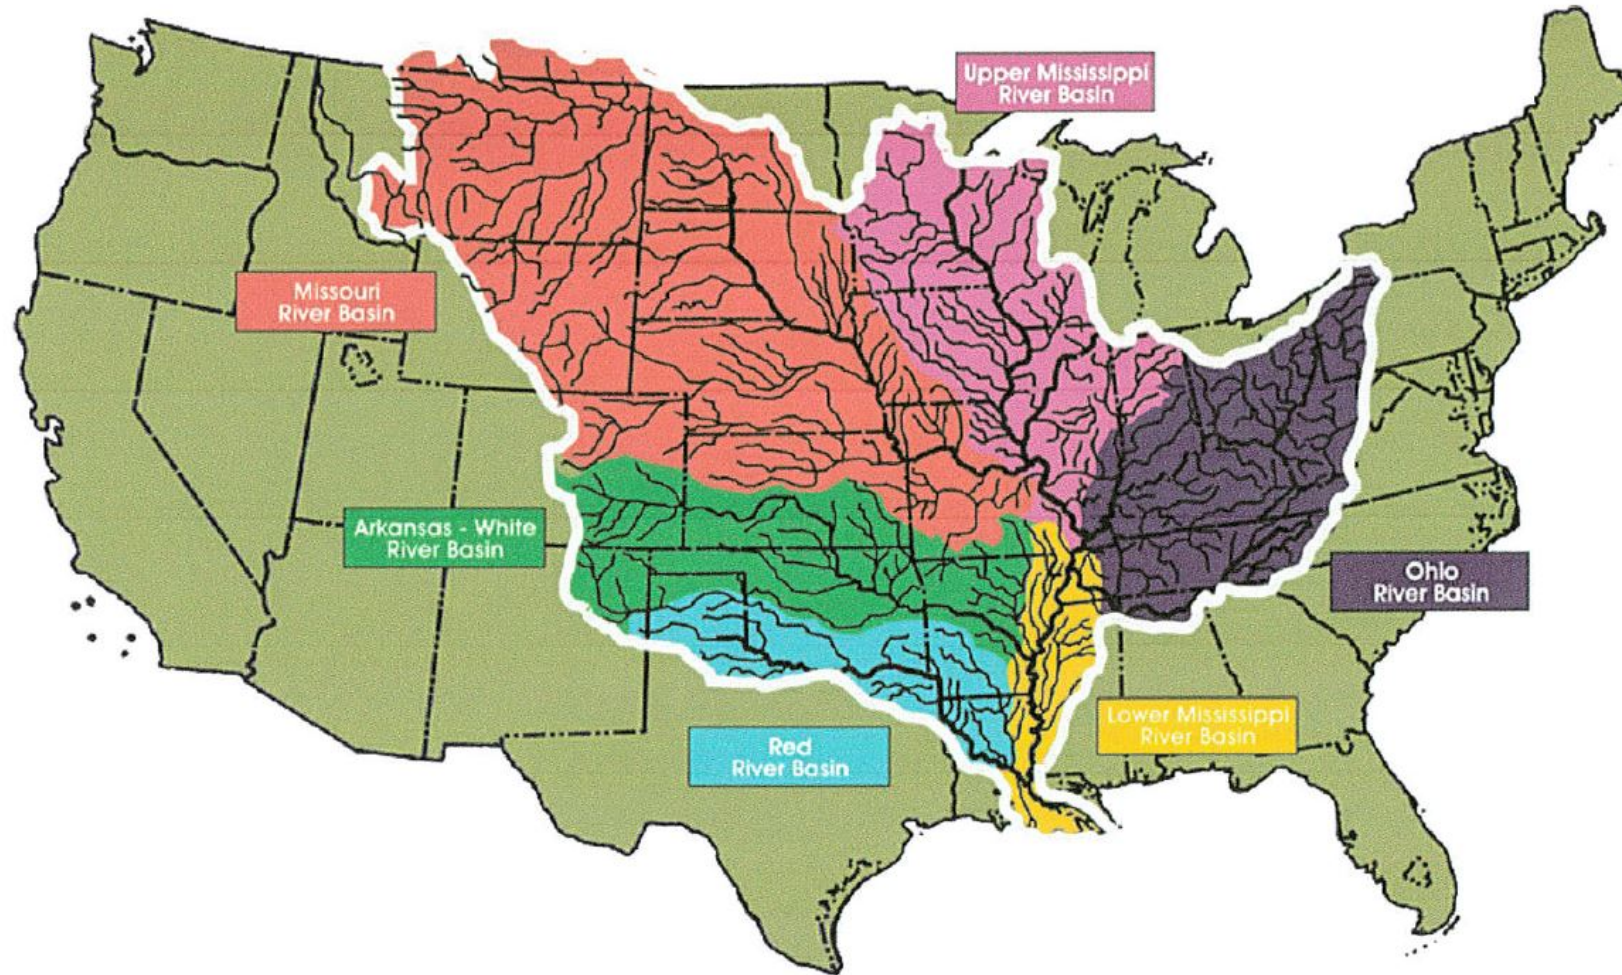 Upper Mississippi
River Basin
Missouri
River Basin
Arkansas - White
River Basin
Ohio
River Basin
Lower Mississippi
River Basin
Red
River Basin